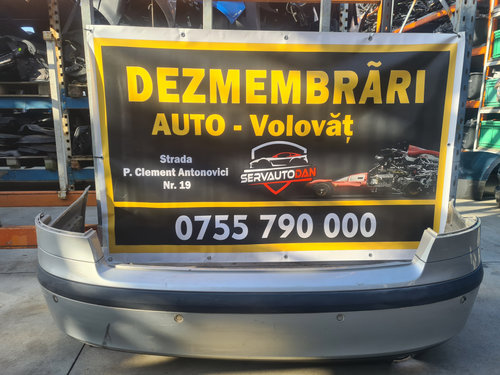 DEZMEMBRĂRI
AUTO - Volovăț
Strada
P. Clement Antonovici
Nr. 19
SERVAUTODAN
0755 790 000